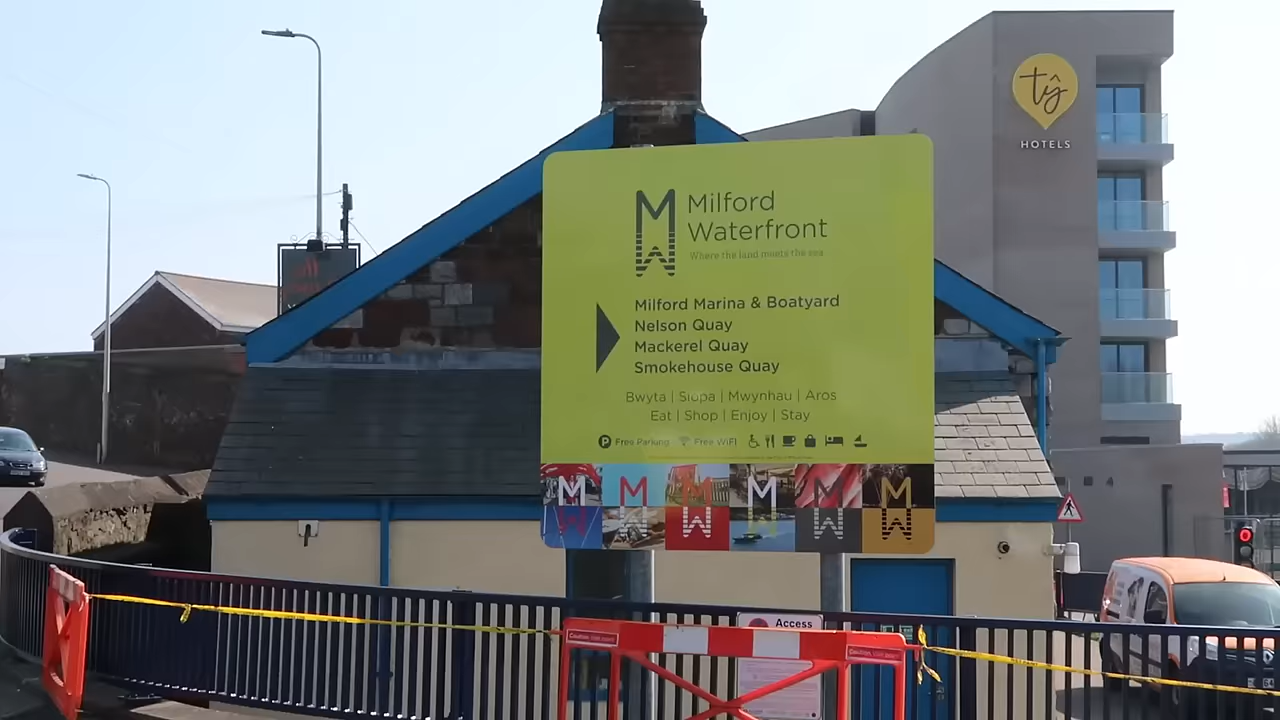 tŷ
HOTELS
Milford
Waterfront
Where the land meets the sea
Milford Marina & Boatyard
Nelson Quay
Mackerel Quay
Smokehouse Quay
Bwyta | Siopa | Mwynhau | Aros
Eat | Shop | Enjoy | Stay
P Free Parking Free WiFi
Access